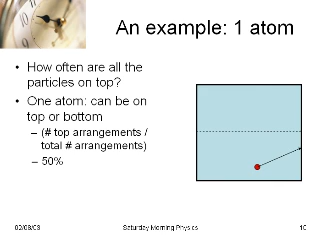 An example: 1 atom
• How often are all the
particles on top?
• One atom: can be on
top or bottom
– (# top arrangements /
total # arrangements)
– 50%
02/08/03
Saturday Morning Physics
10